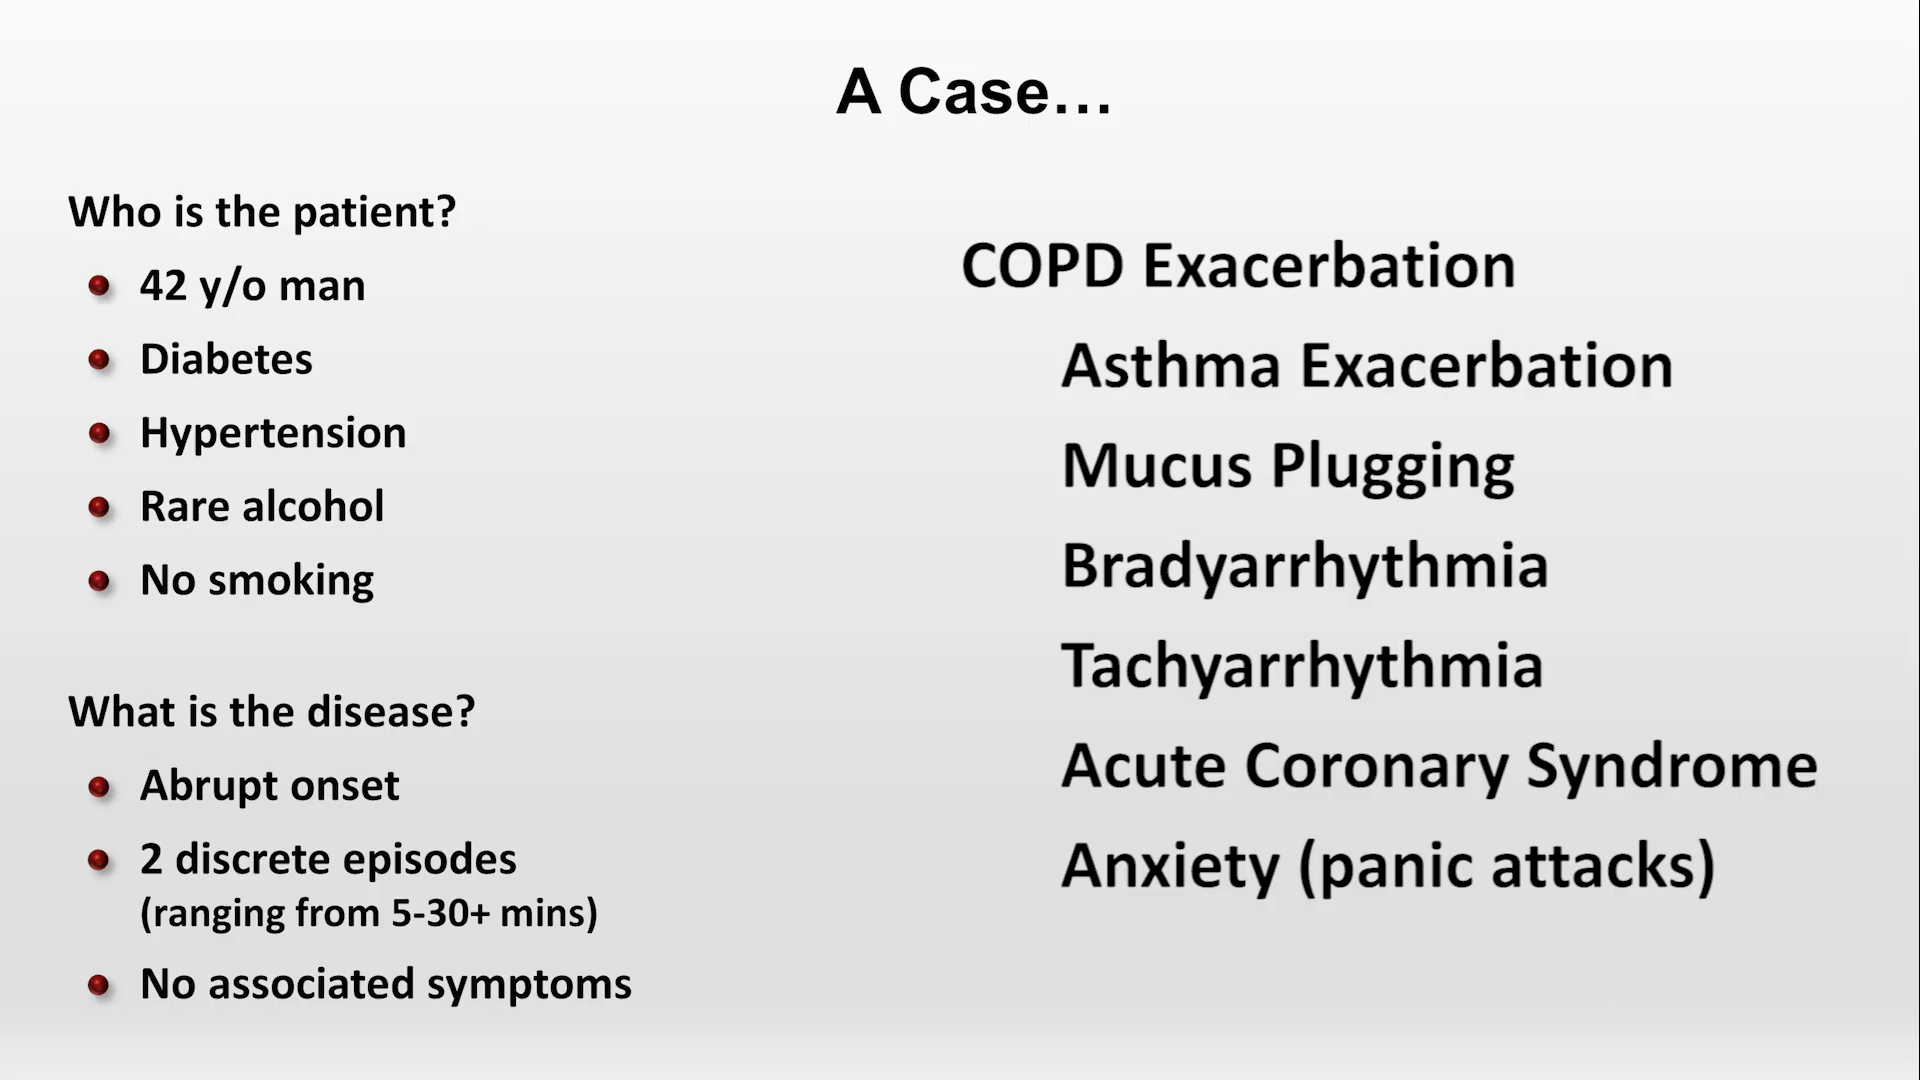 A Case...
Who is the patient?
42 y/o man
Diabetes
Hypertension
Rare alcohol
No smoking
What is the disease?
Abrupt onset
2 discrete episodes
(ranging from 5-30+ mins)
No associated symptoms
COPD Exacerbation
Asthma Exacerbation
Mucus Plugging
Bradyarrhythmia
Tachyarrhythmia
Acute Coronary Syndrome
Anxiety (panic attacks)